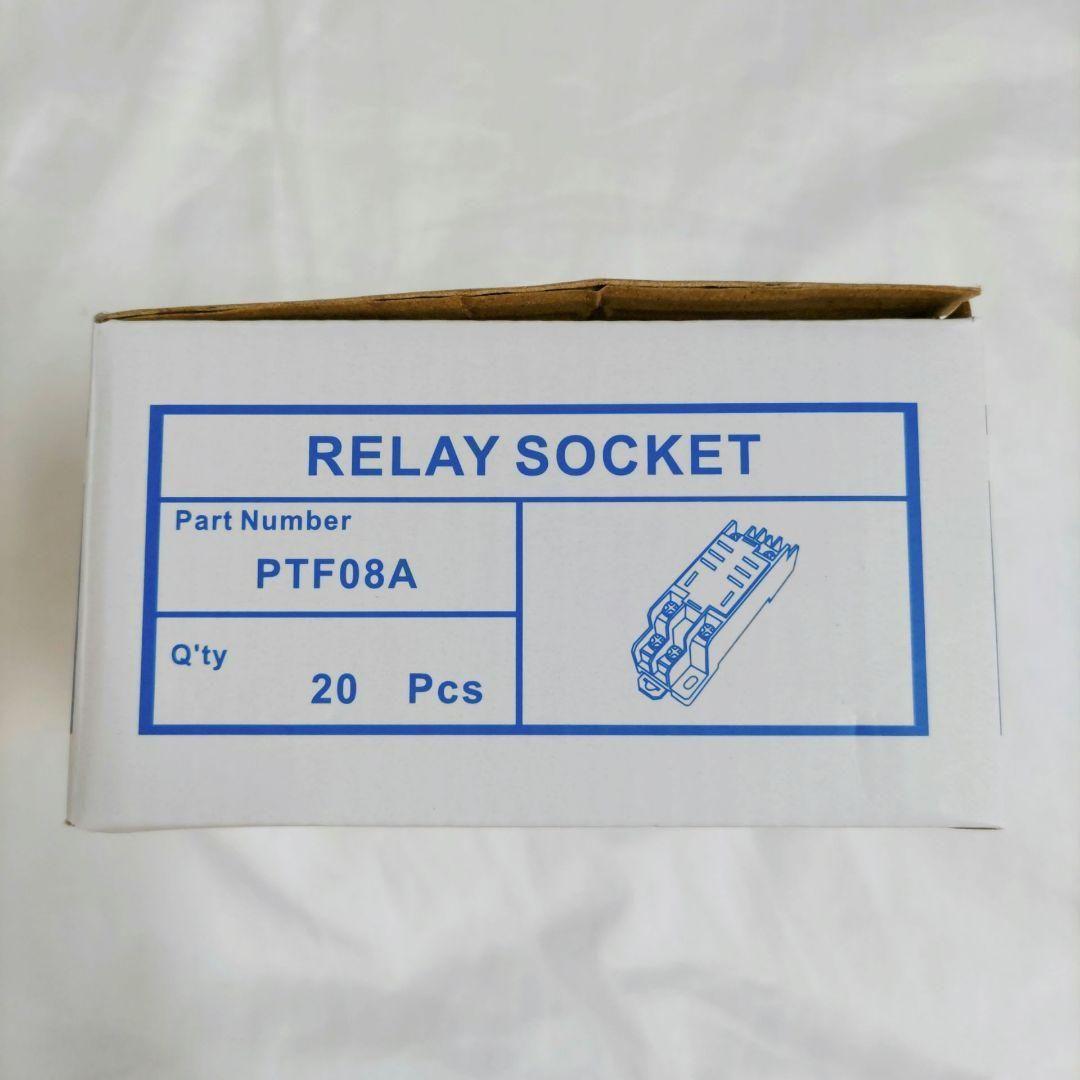 RELAY SOCKET
Part Number
PTF08A
Q'ty
20 Pcs